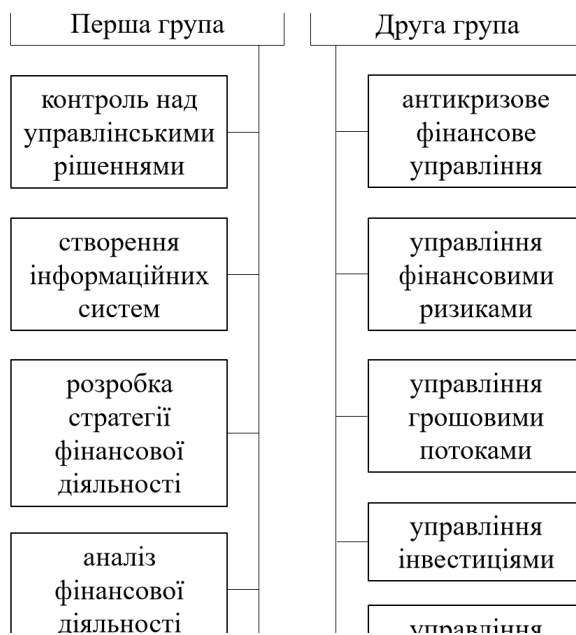 Перша група
контроль над
управлінськими
рішеннями
створення
інформаційних
систем
розробка
стратегії
фінансової
діяльності
аналіз
фінансової
діяльності
Друга група
антикризове
фінансове
управління
управління
фінансовими
ризиками
управління
грошовими
потоками
управління
інвестиціями
управління